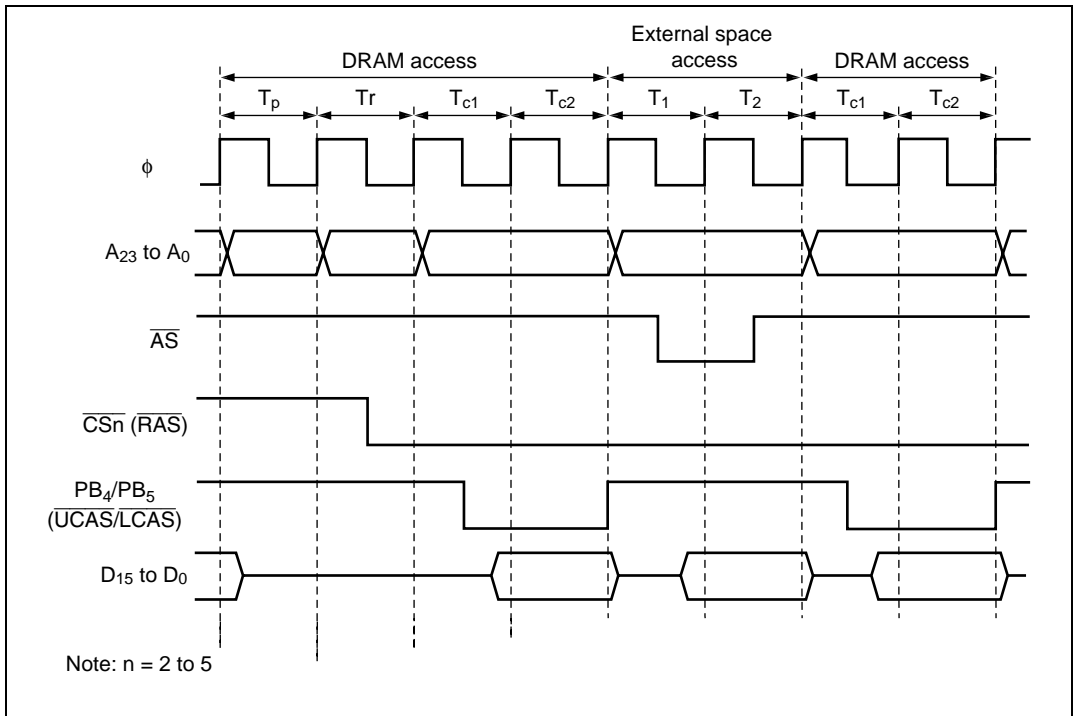 External space
access
DRAM access
DRAM access
Tp Tr Tc1 Tc2 T1 T2 Tc1 Tc2
ϕ
A23 to A0
AS
CSn (RAS)
PB4/PB5
(UCAS/LCAS)
D15 to D0
Note: n = 2 to 5